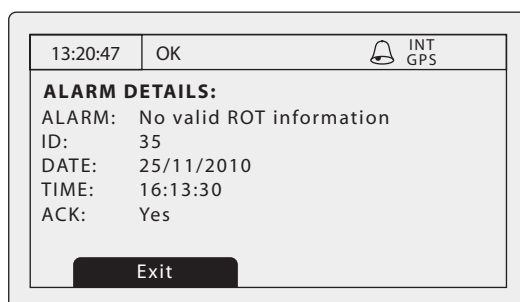 13:20:47 OK INT
GPS
ALARM DETAILS:
ALARM: No valid ROT information
ID: 35
DATE: 25/11/2010
TIME: 16:13:30
ACK: Yes
Exit